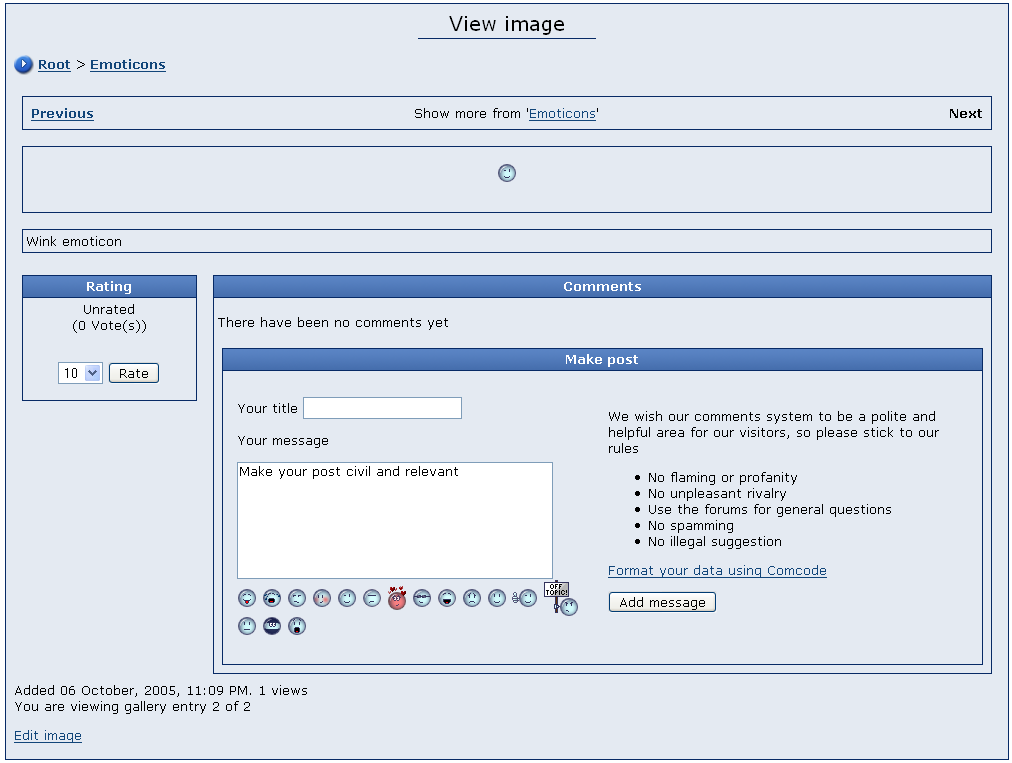 View image
Root > Emoticons
Previous Show more from 'Emoticons' Next
Wink emoticon
Rating
Unrated
(0 Vote(s))
10 Rate
Comments
There have been no comments yet
Make post
Your title
Your message
Make your post civil and relevant
OFF
TOPIC!
We wish our comments system to be a polite and
helpful area for our visitors, so please stick to our
rules
• No flaming or profanity
• No unpleasant rivalry
• Use the forums for general questions
• No spamming
• No illegal suggestion
Format your data using Comcode
Add message
Added 06 October, 2005, 11:09 PM. 1 views
You are viewing gallery entry 2 of 2
Edit image